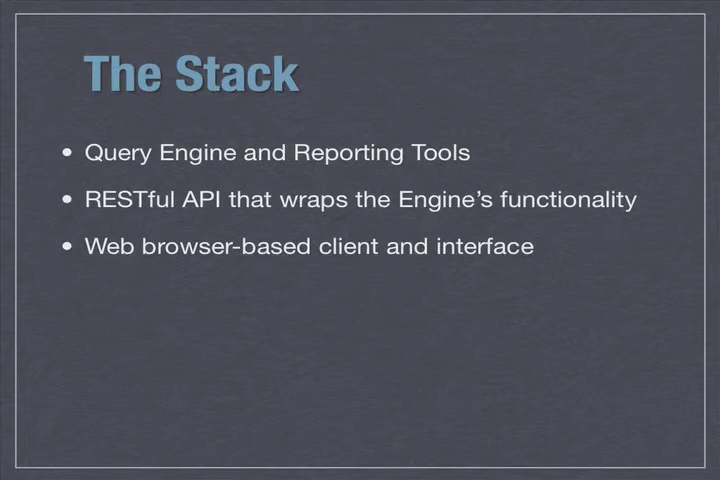 The Stack
• Query Engine and Reporting Tools
• RESTful API that wraps the Engine’s functionality
• Web browser-based client and interface